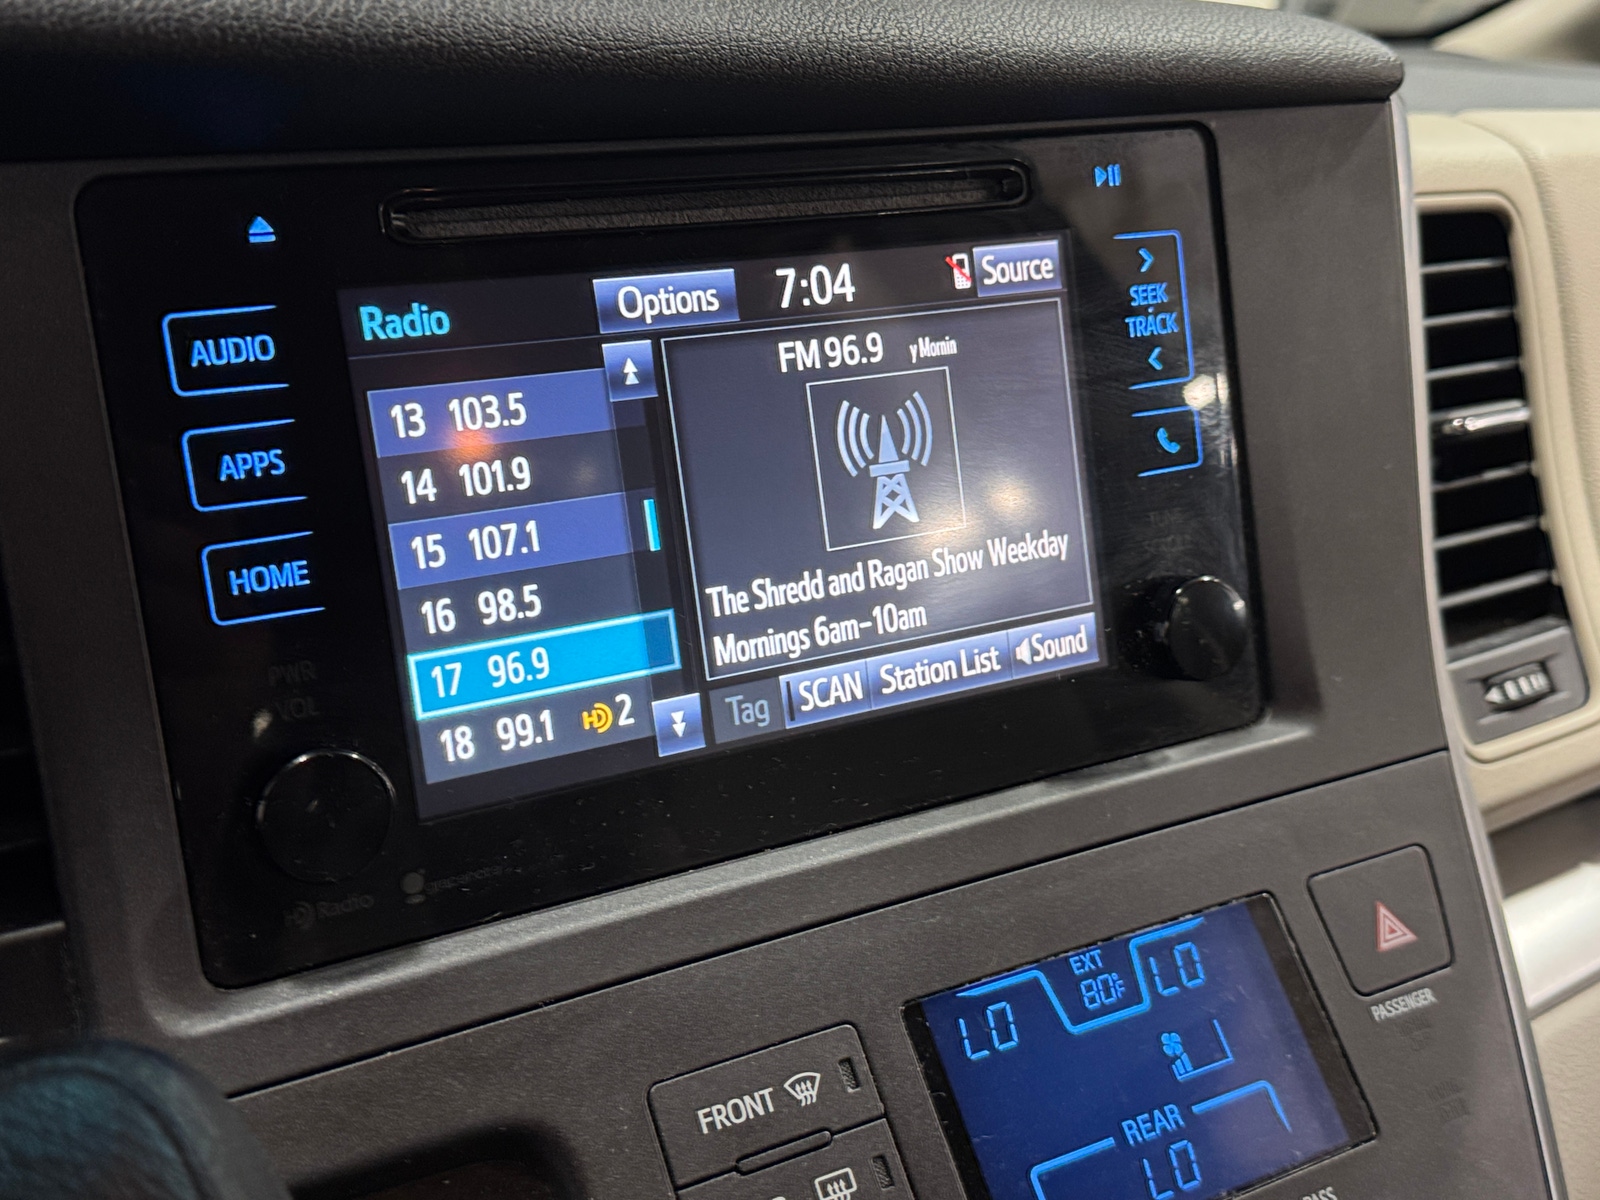 Radio
Options
7:04
Source
AUDIO
APPS
HOME
13 103.5
14 101.9
15 107.1
16 98.5
17 96.9
18 99.1 HD 2
FM 96.9 y Mornin
The Shredd and Ragan Show Weekday
Mornings 6am-10am
Tag
SCAN
Station List
Sound
SEEK
TRACK
PWR
VOL
HD Radio
EXT
80°F
LO
LO
REAR
LO
FRONT
PASSENGER